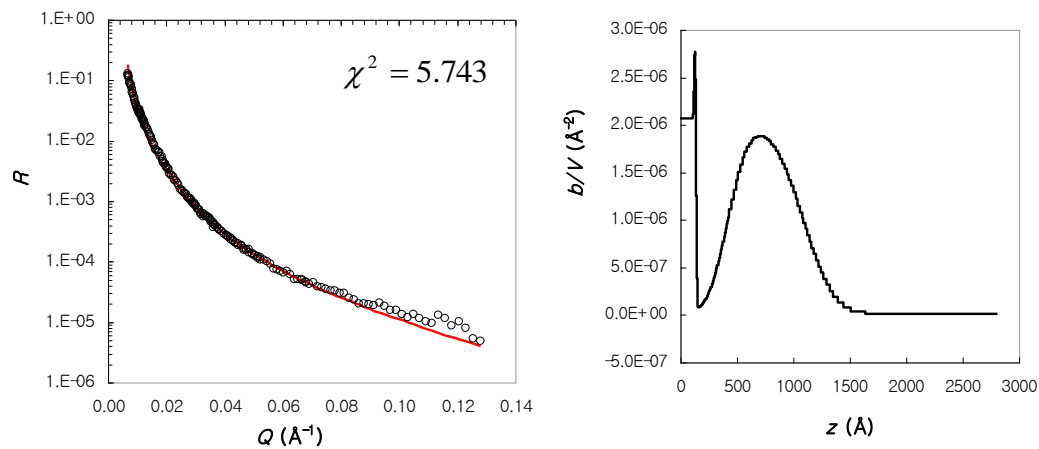 1.E+00
1.E-01
1.E-02
1.E-03
1.E-04
1.E-05
1.E-06
0.00 0.02 0.04 0.06 0.08 0.10 0.12 0.14
R
Q (Å⁻¹)
χ² = 5.743
3.0E-06
2.5E-06
2.0E-06
1.5E-06
1.0E-06
5.0E-07
0.0E+00
-5.0E-07
0 500 1000 1500 2000 2500 3000
b/V (Å⁻²)
z (Å)